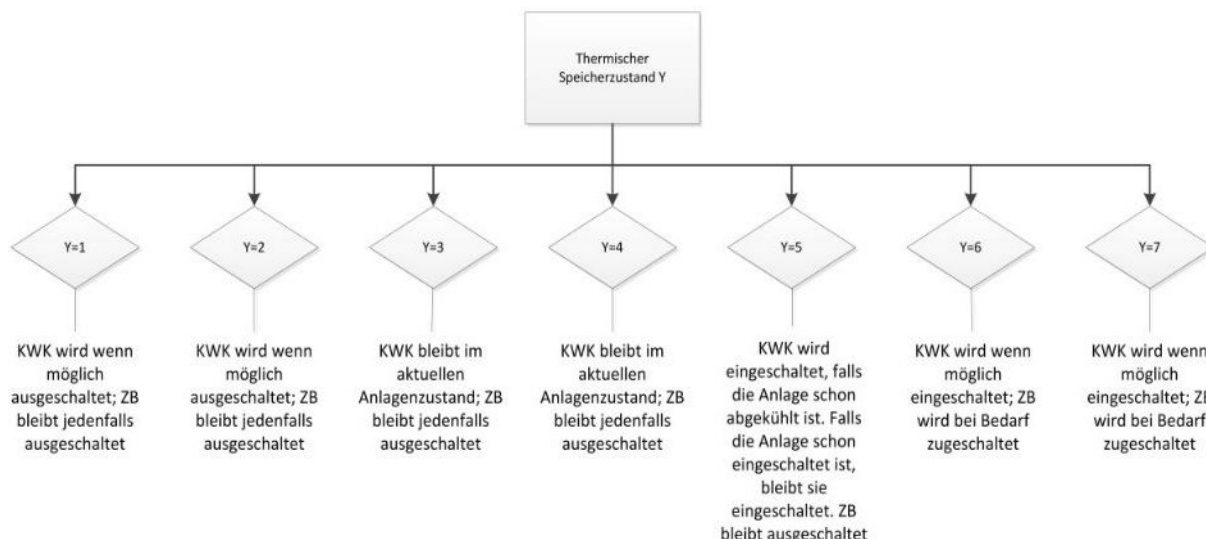 Thermischer
Speicherzustand Y
Y=1
Y=2
Y=3
Y=4
Y=5
Y=6
Y=7
KWK wird wenn
möglich
ausgeschaltet; ZB
bleibt jedenfalls
ausgeschaltet
KWK wird wenn
möglich
ausgeschaltet; ZB
bleibt jedenfalls
ausgeschaltet
KWK bleibt im
aktuellen
Anlagenzustand; ZB
bleibt jedenfalls
ausgeschaltet
KWK bleibt im
aktuellen
Anlagenzustand; ZB
bleibt jedenfalls
ausgeschaltet
KWK wird
eingeschaltet, falls
die Anlage schon
abgekühlt ist. Falls
die Anlage schon
eingeschaltet ist,
bleibt sie
eingeschaltet. ZB
bleibt ausgeschaltet
KWK wird wenn
möglich
eingeschaltet; ZB
wird bei Bedarf
zugeschaltet
KWK wird wenn
möglich
eingeschaltet; ZB
wird bei Bedarf
zugeschaltet